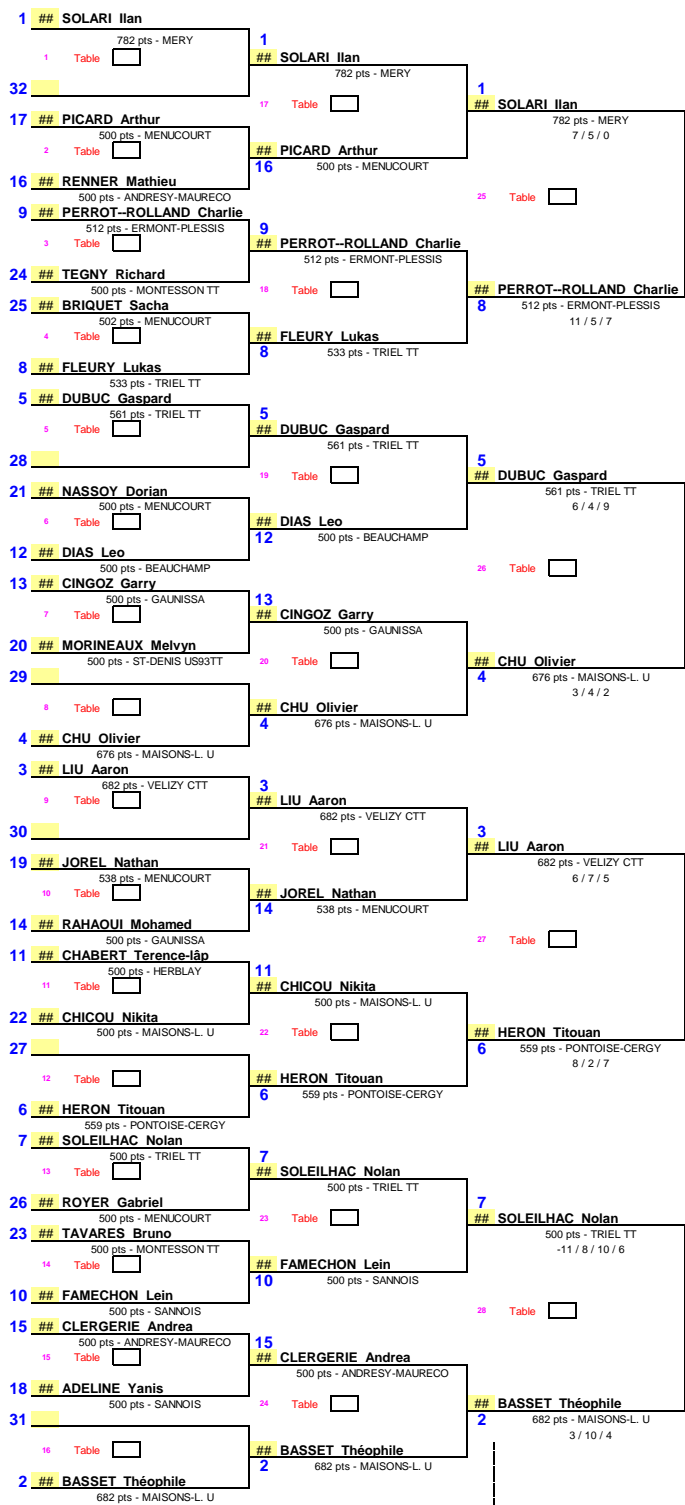 1 ## SOLARI Ilan
782 pts - MERY
1 Table
32
17 ## PICARD Arthur
500 pts - MENUCOURT
2 Table
16 ## RENNER Mathieu
500 pts - ANDRESY-MAURECO
9 ## PERROT--ROLLAND Charlie
512 pts - ERMONT-PLESSIS
3 Table
24 ## TEGNY Richard
500 pts - MONTESSON TT
25 ## BRIQUET Sacha
502 pts - MENUCOURT
4 Table
8 ## FLEURY Lukas
533 pts - TRIEL TT
5 ## DUBUC Gaspard
561 pts - TRIEL TT
5 Table
28
21 ## NASSOY Dorian
500 pts - MENUCOURT
6 Table
12 ## DIAS Leo
500 pts - BEAUCHAMP
13 ## CINGOZ Garry
500 pts - GAUNISSA
7 Table
20 ## MORINEAUX Melvyn
500 pts - ST-DENIS US93TT
29
8 Table
4 ## CHU Olivier
676 pts - MAISONS-L. U
3 ## LIU Aaron
682 pts - VELIZY CTT
9 Table
30
19 ## JOREL Nathan
538 pts - MENUCOURT
10 Table
14 ## RAHAOUI Mohamed
500 pts - GAUNISSA
11 ## CHABERT Terence-lâp
500 pts - HERBLAY
11 Table
22 ## CHICOU Nikita
500 pts - MAISONS-L. U
27
12 Table
6 ## HERON Titouan
559 pts - PONTOISE-CERGY
7 ## SOLEILHAC Nolan
500 pts - TRIEL TT
13 Table
26 ## ROYER Gabriel
500 pts - MENUCOURT
23 ## TAVARES Bruno
500 pts - MONTESSON TT
14 Table
10 ## FAMECHON Lein
500 pts - SANNOIS
15 ## CLERGERIE Andrea
500 pts - ANDRESY-MAURECO
15 Table
18 ## ADELINE Yanis
500 pts - SANNOIS
31
16 Table
2 ## BASSET Théophile
682 pts - MAISONS-L. U
1
## SOLARI Ilan
782 pts - MERY
17 Table
## PICARD Arthur
16 500 pts - MENUCOURT
9
## PERROT--ROLLAND Charlie
512 pts - ERMONT-PLESSIS
18 Table
## FLEURY Lukas
8 533 pts - TRIEL TT
5
## DUBUC Gaspard
561 pts - TRIEL TT
19 Table
## DIAS Leo
12 500 pts - BEAUCHAMP
13
## CINGOZ Garry
500 pts - GAUNISSA
20 Table
## CHU Olivier
4 676 pts - MAISONS-L. U
3
## LIU Aaron
682 pts - VELIZY CTT
21 Table
## JOREL Nathan
14 538 pts - MENUCOURT
11
## CHICOU Nikita
500 pts - MAISONS-L. U
22 Table
## HERON Titouan
6 559 pts - PONTOISE-CERGY
7
## SOLEILHAC Nolan
500 pts - TRIEL TT
23 Table
## FAMECHON Lein
10 500 pts - SANNOIS
15
## CLERGERIE Andrea
500 pts - ANDRESY-MAURECO
24 Table
## BASSET Théophile
2 682 pts - MAISONS-L. U
1
## SOLARI Ilan
782 pts - MERY
7 / 5 / 0
25 Table
## PERROT--ROLLAND Charlie
8 512 pts - ERMONT-PLESSIS
11 / 5 / 7
5
## DUBUC Gaspard
561 pts - TRIEL TT
6 / 4 / 9
26 Table
## CHU Olivier
4 676 pts - MAISONS-L. U
3 / 4 / 2
3
## LIU Aaron
682 pts - VELIZY CTT
6 / 7 / 5
27 Table
## HERON Titouan
6 559 pts - PONTOISE-CERGY
8 / 2 / 7
7
## SOLEILHAC Nolan
500 pts - TRIEL TT
-11 / 8 / 10 / 6
28 Table
## BASSET Théophile
2 682 pts - MAISONS-L. U
3 / 10 / 4